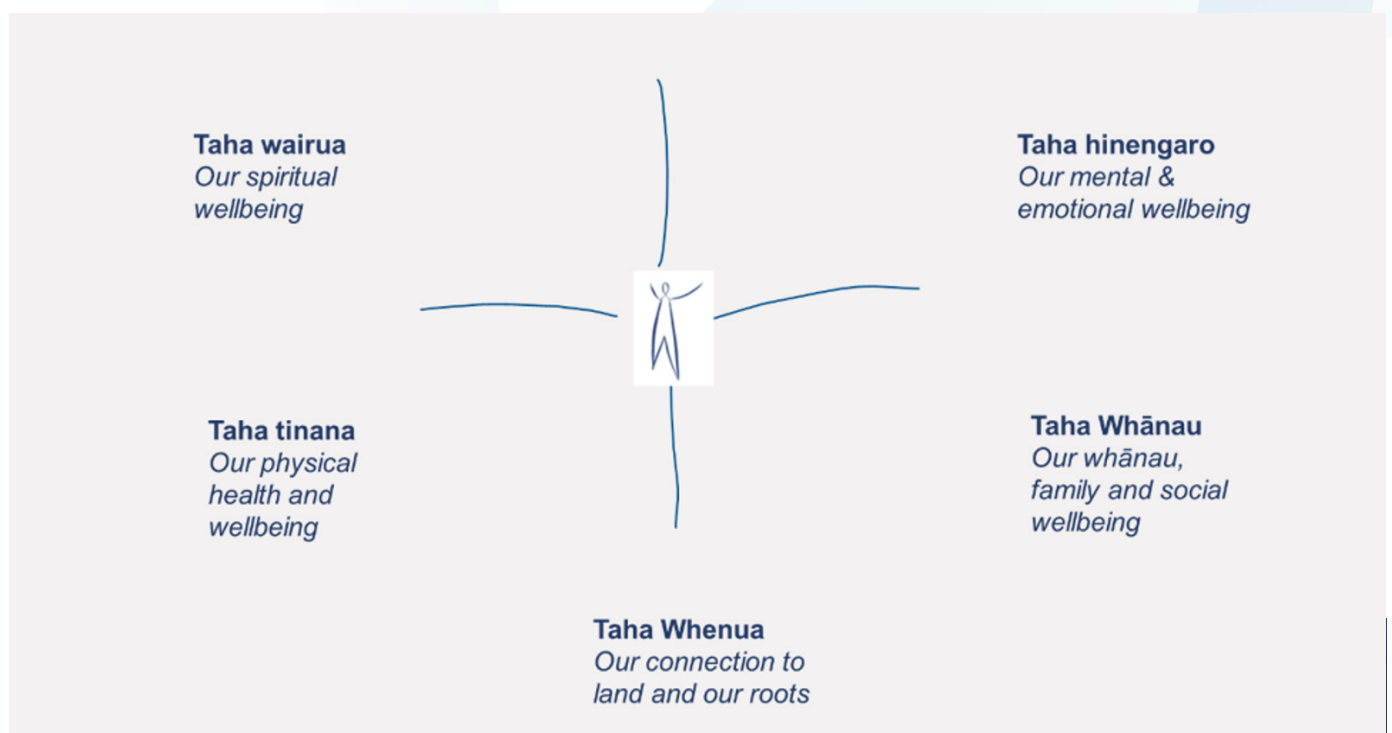 Taha wairua
Our spiritual
wellbeing
Taha hinengaro
Our mental &
emotional wellbeing
Taha tinana
Our physical
health and
wellbeing
Taha Whānau
Our whānau,
family and social
wellbeing
Taha Whenua
Our connection to
land and our roots